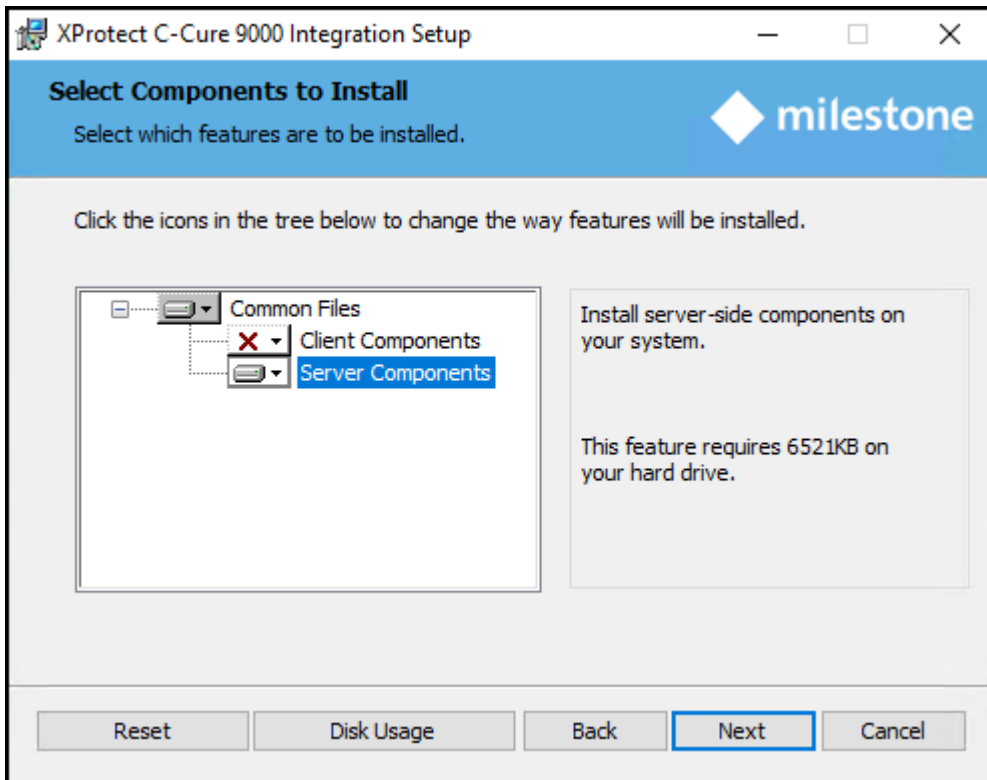 XProtect C-Cure 9000 Integration Setup
Select Components to Install
Select which features are to be installed.
milestone
Click the icons in the tree below to change the way features will be installed.
Common Files
Client Components
Server Components
Install server-side components on
your system.
This feature requires 6521KB on
your hard drive.
Reset
Disk Usage
Back
Next
Cancel